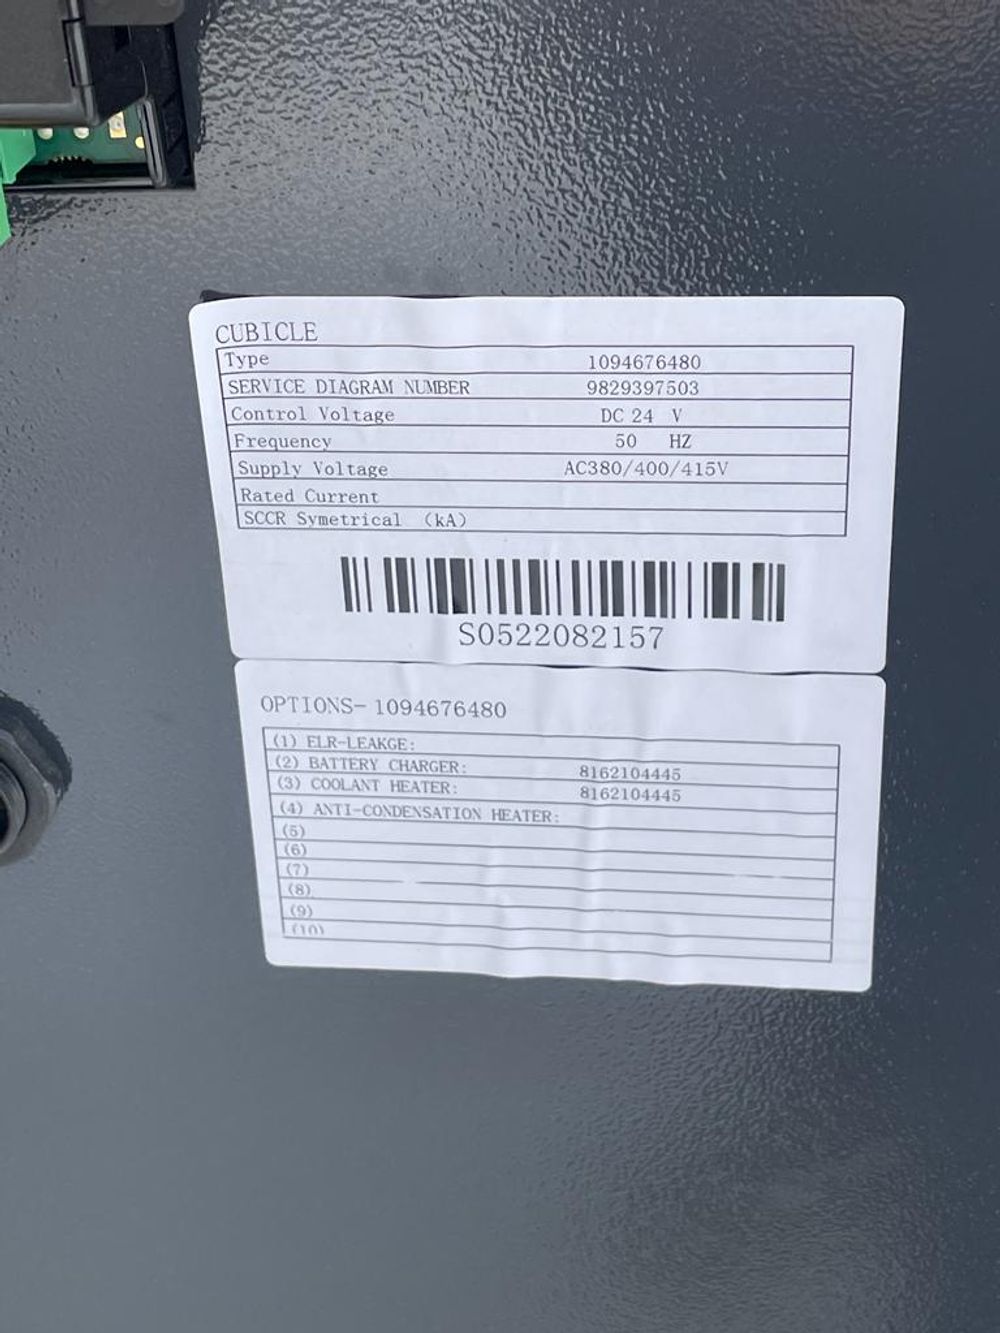 CUBICLE
Type 1094676480
SERVICE DIAGRAM NUMBER 9829397503
Control Voltage DC 24 V
Frequency 50 HZ
Supply Voltage AC380/400/415V
Rated Current
SCCR Symetrical (kA)
S0522082157
OPTIONS- 1094676480
(1) ELR-LEAKGE:
(2) BATTERY CHARGER: 8162104445
(3) COOLANT HEATER: 8162104445
(4) ANTI-CONDENSATION HEATER:
(5)
(6)
(7)
(8)
(9)
(10)